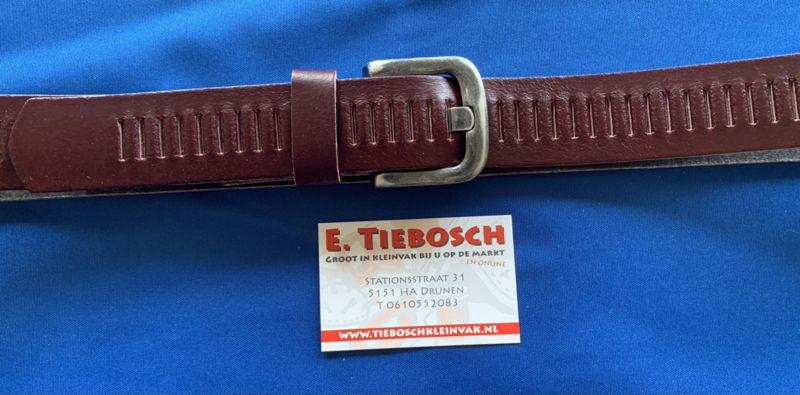 E. TIEBOSCH
GROOT IN KLEINVAK BIJ U OP DE MARKT
EN ONLINE
STATIONSSTRAAT 31
5151 HA DRUNEN
T 0610552083
WWW.TIEBOSCHKLEINVAK.NL